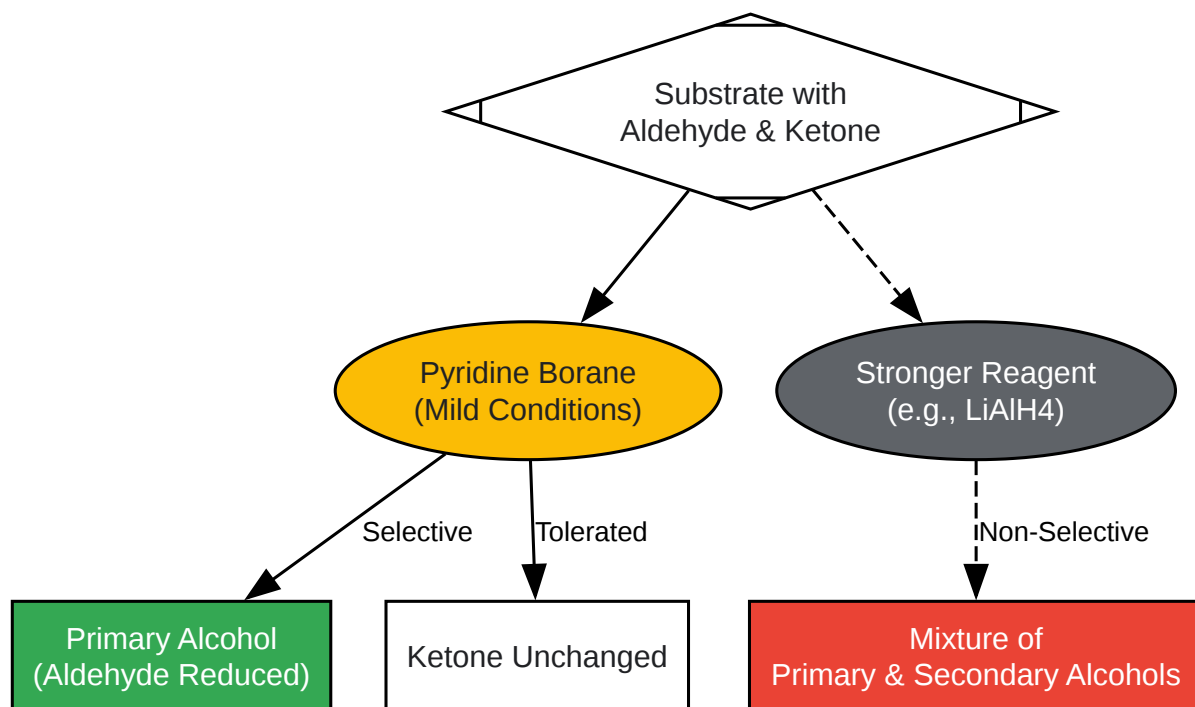 Substrate with
Aldehyde & Ketone
Pyridine Borane
(Mild Conditions)
Stronger Reagent
(e.g., LiAlH4)
Selective
Tolerated
Non-Selective
Primary Alcohol
(Aldehyde Reduced)
Ketone Unchanged
Mixture of
Primary & Secondary Alcohols